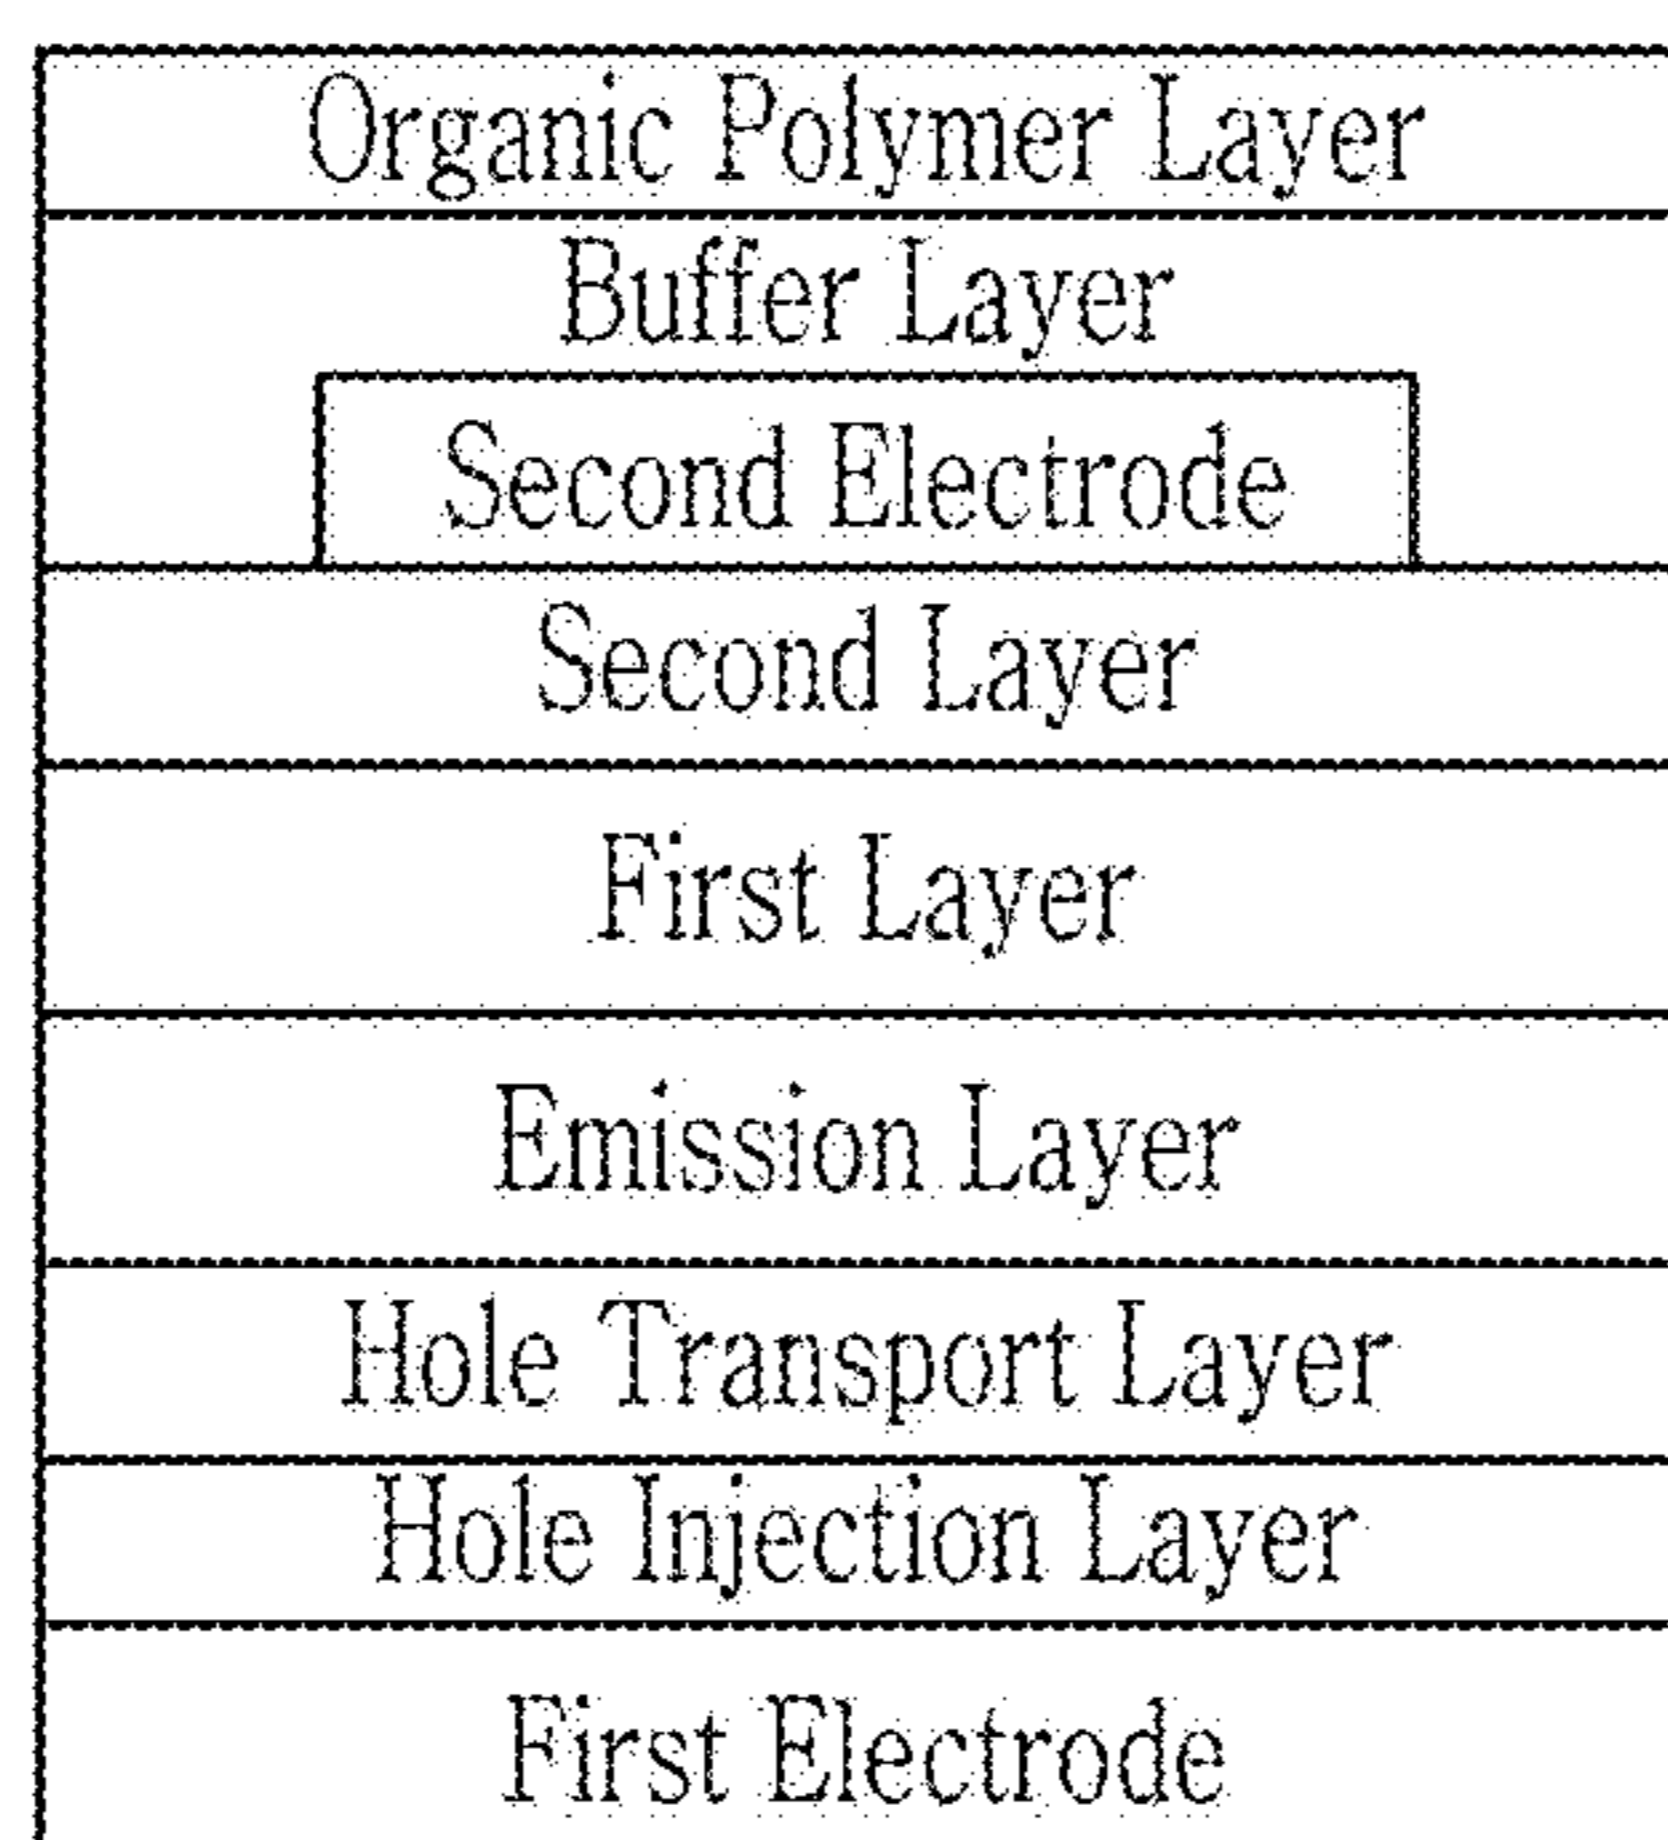 Organic Polymer Layer
Buffer Layer
Second Electrode
Second Layer
First Layer
Emission Layer
Hole Transport Layer
Hole Injection Layer
First Electrode